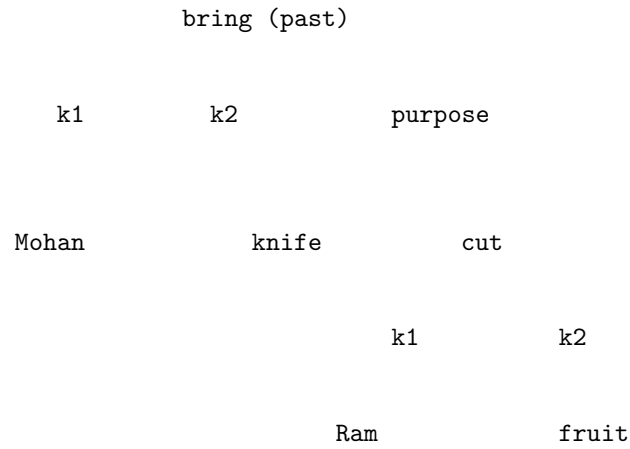 bring (past)
k1 k2 purpose
Mohan knife cut
k1 k2
Ram fruit